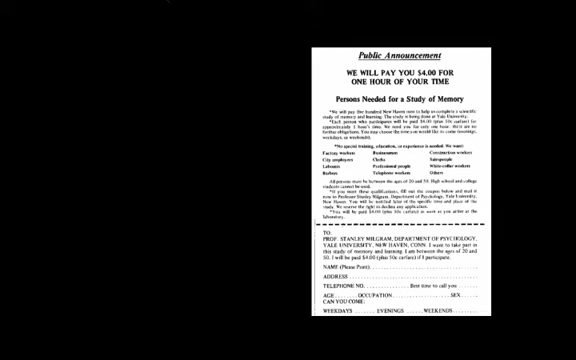 Public Announcement
WE WILL PAY YOU $4.00 FOR
ONE HOUR OF YOUR TIME
Persons Needed for a Study of Memory
*We will pay five hundred New Haven men to help us complete a scientific
study of memory and learning. The study is being done at Yale University.
*Each person who participates will be paid $4.00 (plus 50c carfare) for
approximately 1 hour's time. We need you for only one hour: there are no
further obligations. You may choose the time you would like to come (evenings,
weekdays, or weekends).
*No special training, education, or experience is needed. We want:
Factory workers Businessmen Construction workers
City employees Clerks Salespeople
Laborers Professional people White-collar workers
Barbers Telephone workers Others
All persons must be between the ages of 20 and 50. High school and college
students cannot be used.
*If you meet these qualifications, fill out the coupon below and mail it
now to Professor Stanley Milgram, Department of Psychology, Yale University,
New Haven. You will be notified later of the specific time and place of the
study. We reserve the right to decline any application.
*You will be paid $4.00 (plus 50c carfare) as soon as you arrive at the
laboratory.
TO:
PROF. STANLEY MILGRAM, DEPARTMENT OF PSYCHOLOGY,
YALE UNIVERSITY, NEW HAVEN, CONN. I want to take part in
this study of memory and learning. I am between the ages of 20 and
50. I will be paid $4.00 (plus 50c carfare) if I participate.
NAME (Please Print)
ADDRESS
TELEPHONE NO. Best time to call you
AGE OCCUPATION SEX
CAN YOU COME:
WEEKDAYS EVENINGS WEEKENDS